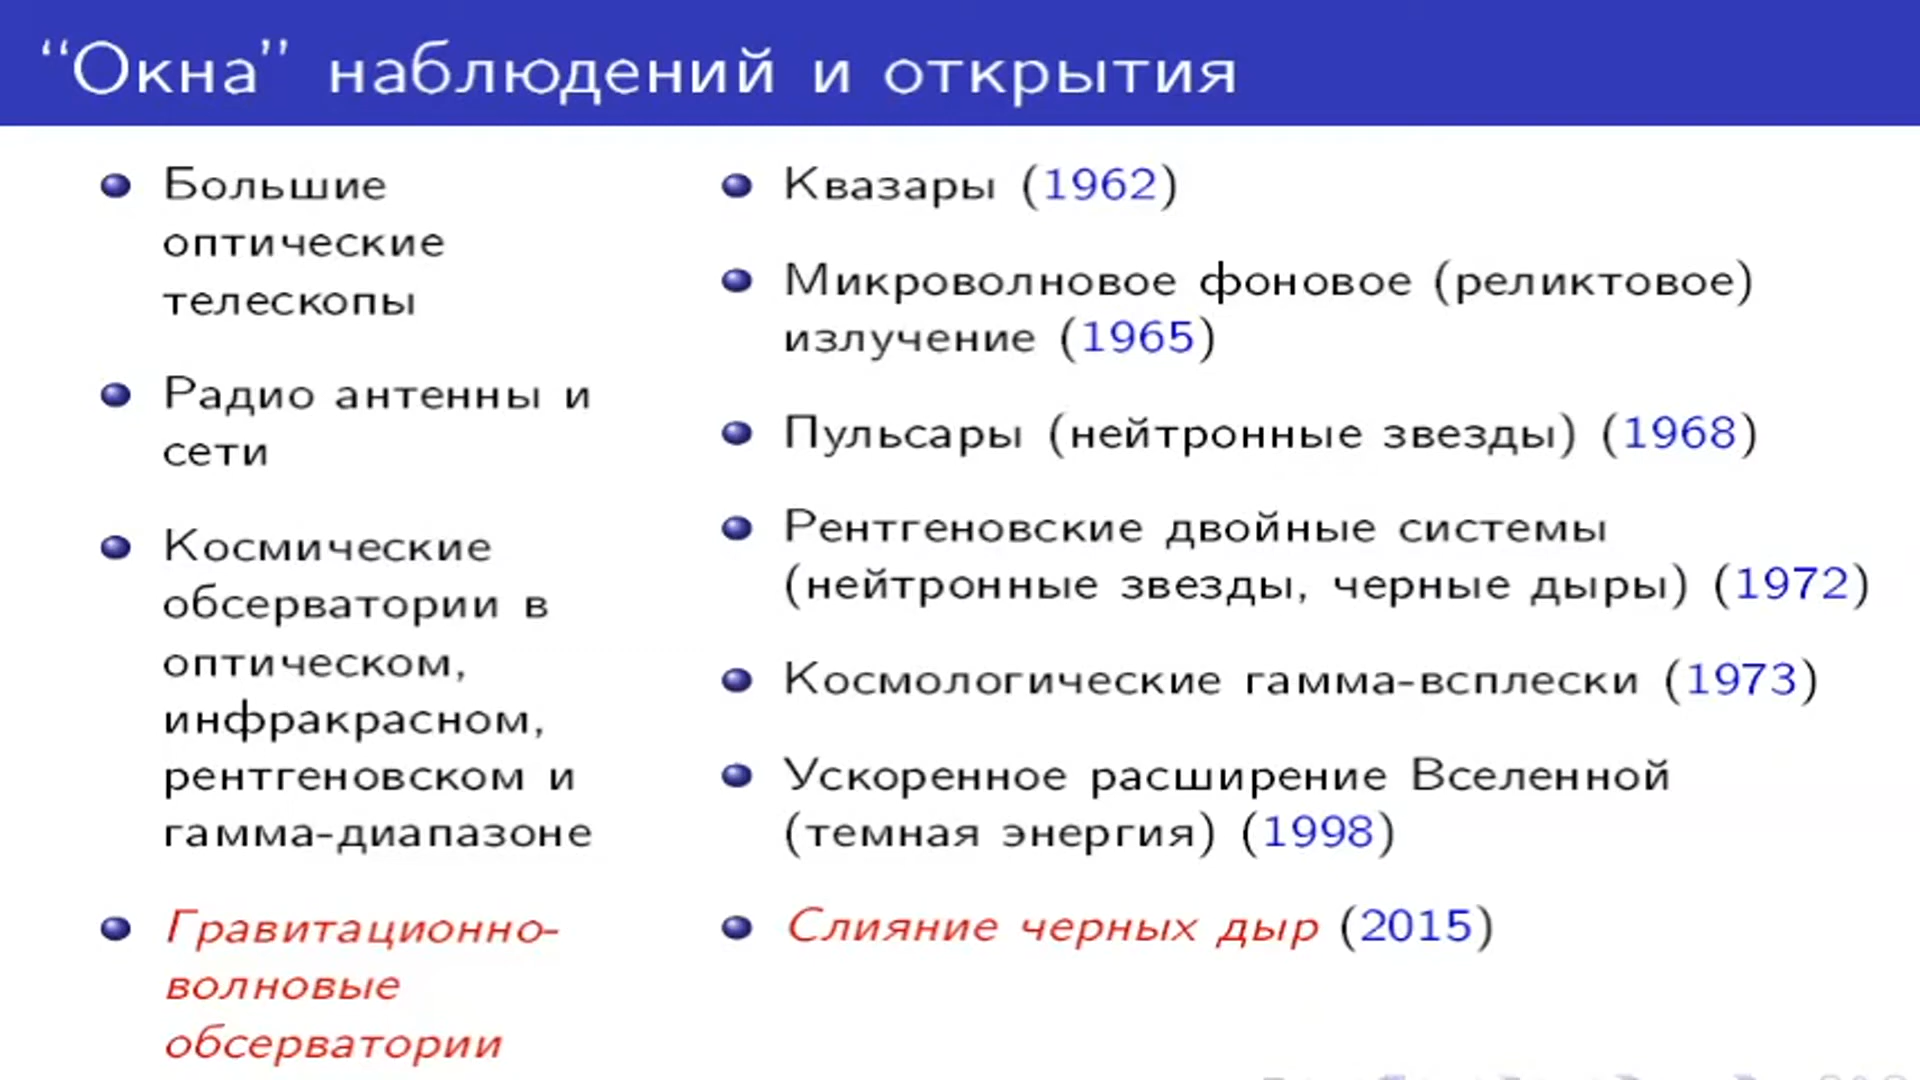 “Окна” наблюдений и открытия
Большие
оптические
телескопы
Радио антенны и
сети
Космические
обсерватории в
оптическом,
инфракрасном,
рентгеновском и
гамма-диапазоне
Гравитационно-
волновые
обсерватории
Квазары (1962)
Микроволновое фоновое (реликтовое)
излучение (1965)
Пульсары (нейтронные звезды) (1968)
Рентгеновские двойные системы
(нейтронные звезды, черные дыры) (1972)
Космологические гамма-всплески (1973)
Ускоренное расширение Вселенной
(темная энергия) (1998)
Слияние черных дыр (2015)